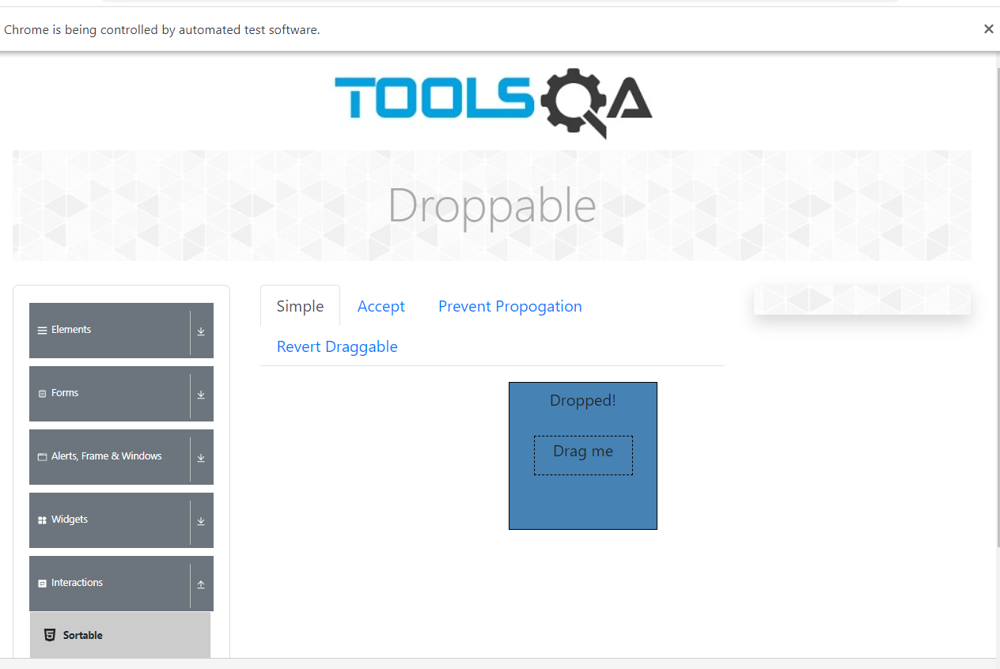 Chrome is being controlled by automated test software.
TOOLSQA
Droppable
Elements
Forms
Alerts, Frame & Windows
Widgets
Interactions
Sortable
Simple
Accept
Prevent Propogation
Revert Draggable
Dropped!
Drag me